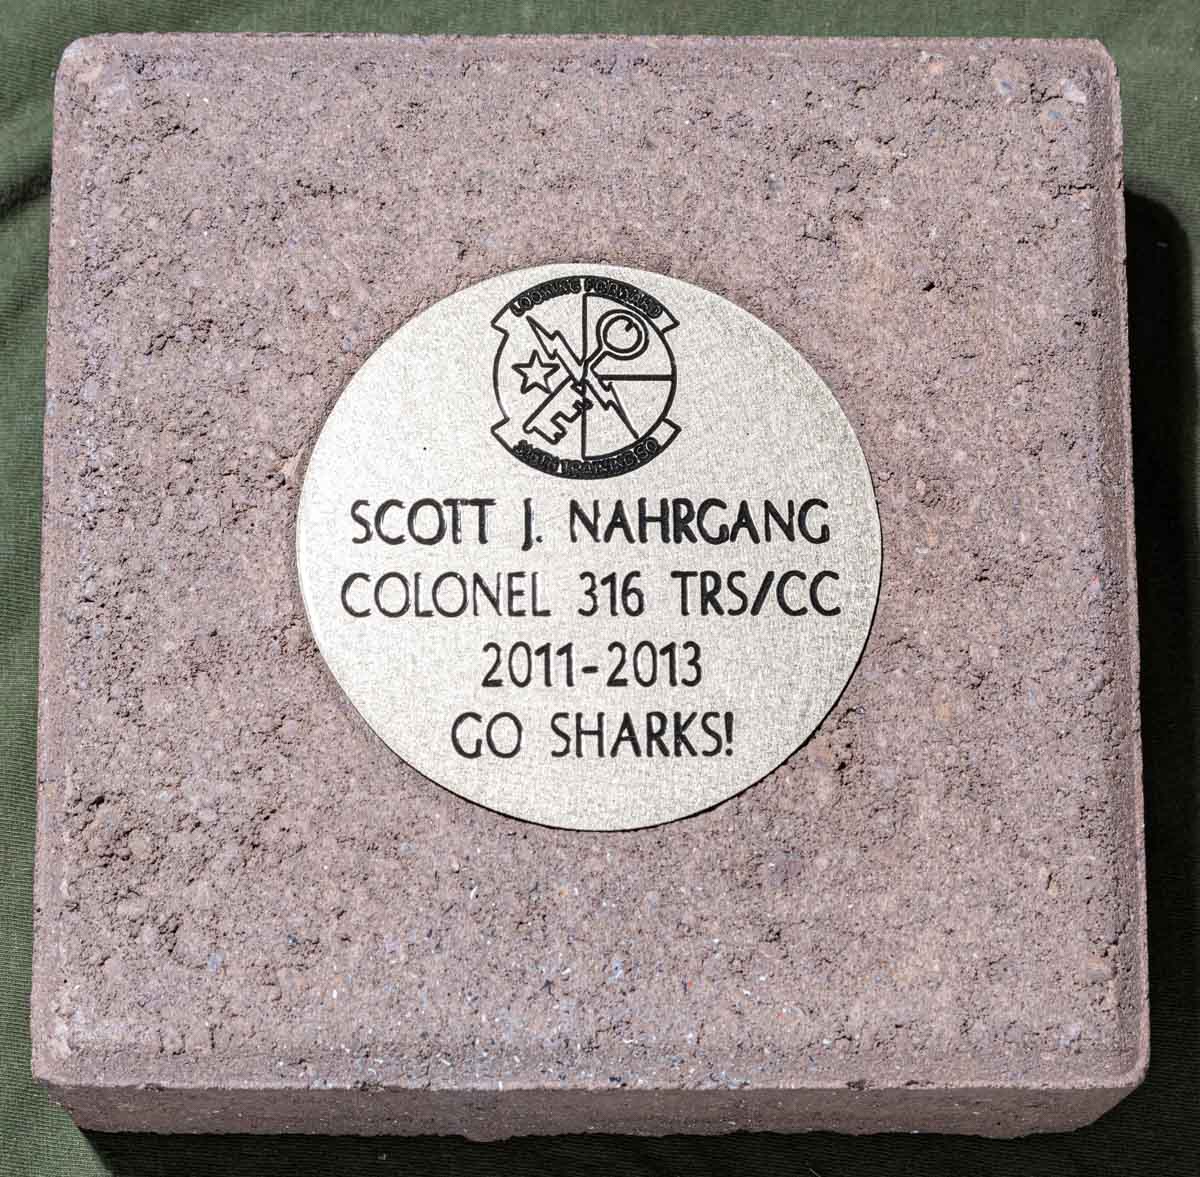 LOOKING FORWARD
SCOTT J. NAHRGANG
COLONEL 316 TRS/CC
2011-2013
GO SHARKS!